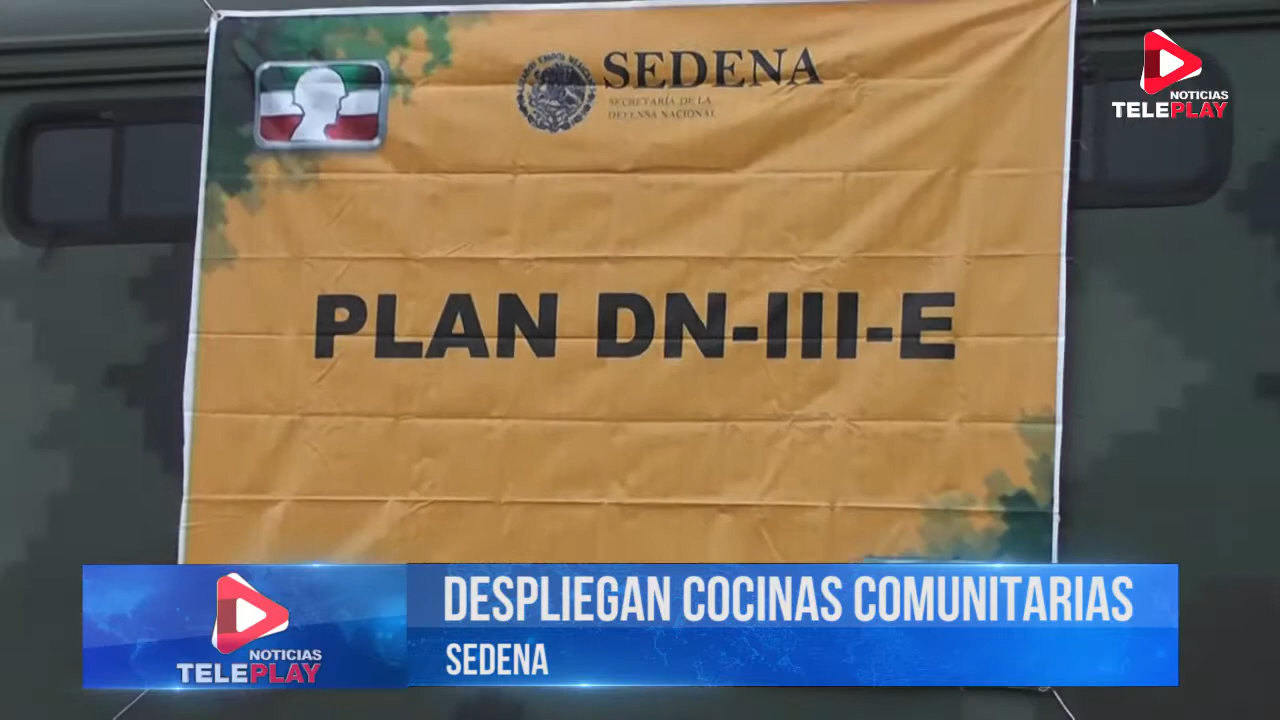 SEDENA
SECRETARÍA DE LA
DEFENSA NACIONAL
NOTICIAS
TELEPLAY
PLAN DN-III-E
DESPLIEGAN COCINAS COMUNITARIAS
SEDENA
NOTICIAS
TELEPLAY